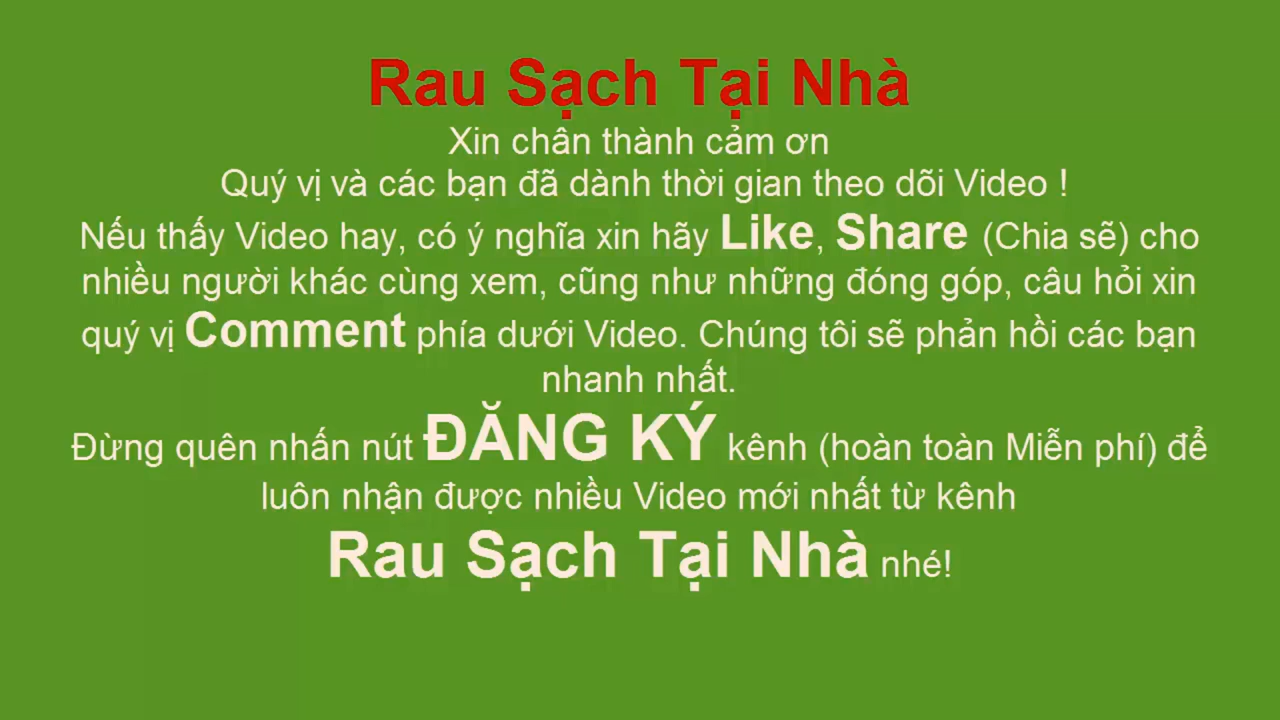 Rau Sạch Tại Nhà
Xin chân thành cảm ơn
Quý vị và các bạn đã dành thời gian theo dõi Video !
Nếu thấy Video hay, có ý nghĩa xin hãy Like, Share (Chia sẽ) cho
nhiều người khác cùng xem, cũng như những đóng góp, câu hỏi xin
quý vị Comment phía dưới Video. Chúng tôi sẽ phản hồi các bạn
nhanh nhất.
Đừng quên nhấn nút ĐĂNG KÝ kênh (hoàn toàn Miễn phí) để
luôn nhận được nhiều Video mới nhất từ kênh
Rau Sạch Tại Nhà nhé!